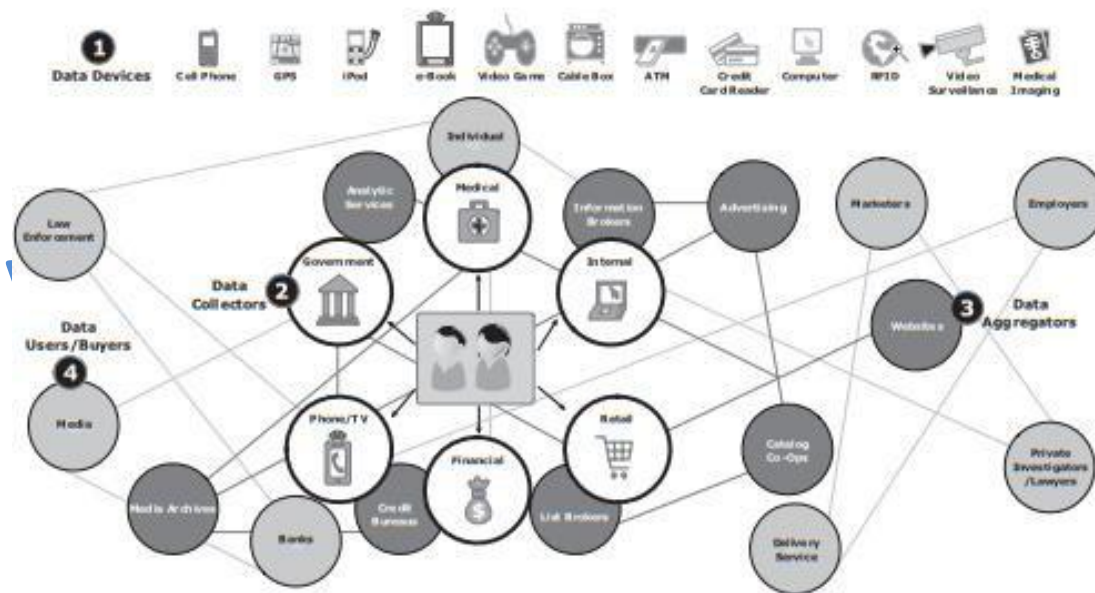 1
Data Devices
Cell Phone
GPS
iPod
e-Book
Video Game
Cable Box
ATM
Credit
Card Reader
Computer
RFID
Video
Surveillance
Medical
Imaging
Individual
Analytic
Services
Medical
Information
Brokers
Advertising
Marketers
Employers
Law
Enforcement
Government
Internal
Data
Collectors
2
Websites
3
Data
Aggregators
Data
Users/Buyers
4
Media
Phone/TV
Financial
$
Retail
Catalog
Co-Ops
Private
Investigators
/Lawyers
Media Archives
Banks
Credit
Bureaus
List Brokers
Delivery
Service